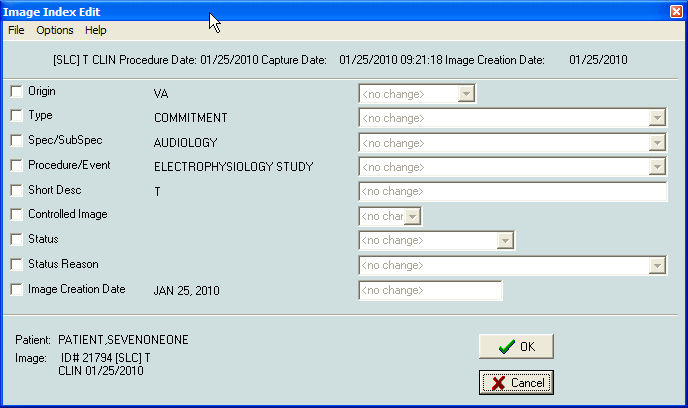 Image Index Edit
File Options Help
[SLC] T CLIN Procedure Date: 01/25/2010 Capture Date: 01/25/2010 09:21:18 Image Creation Date: 01/25/2010
Origin VA <no change>
Type COMMITMENT <no change>
Spec/SubSpec AUDIOLOGY <no change>
Procedure/Event ELECTROPHYSIOLOGY STUDY <no change>
Short Desc T <no change>
Controlled Image <no char
Status <no change>
Status Reason <no change>
Image Creation Date JAN 25, 2010 <no change>
Patient: PATIENT,SEVENONEONE
OK
Image: ID# 21794 [SLC] T
CLIN 01/25/2010
Cancel